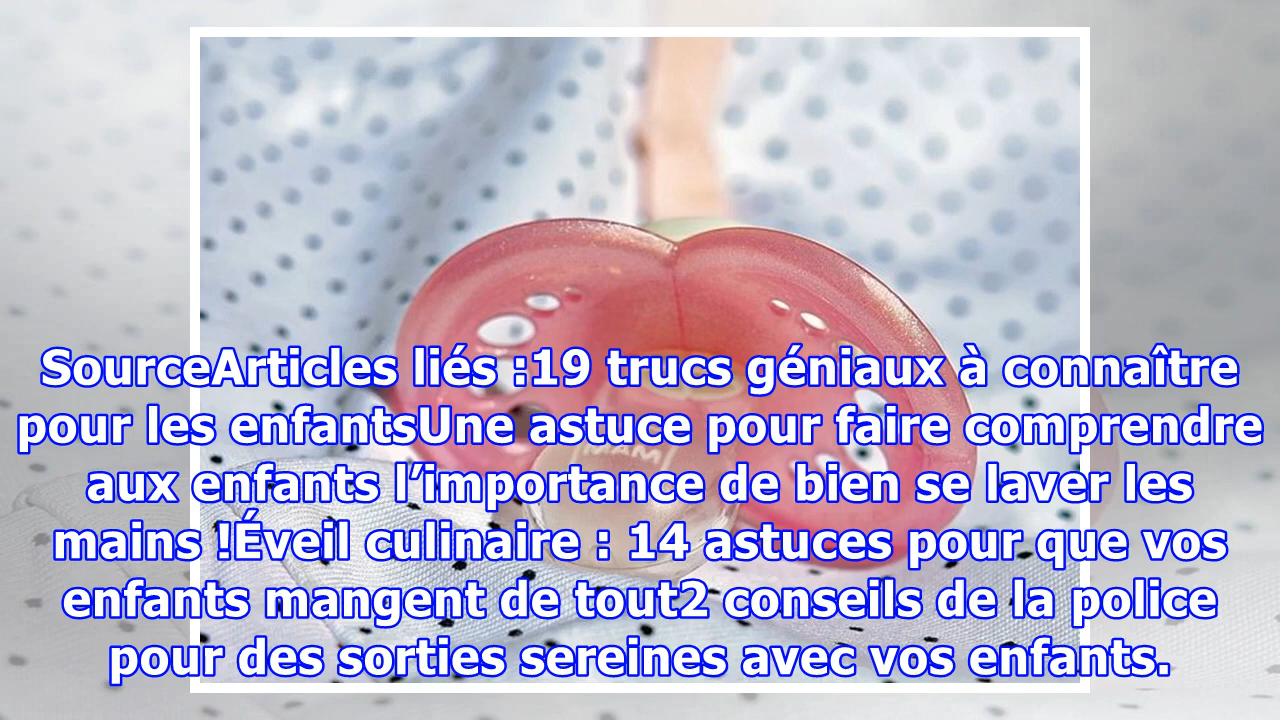 SourceArticles liés :19 trucs géniaux à connaître
pour les enfantsUne astuce pour faire comprendre
aux enfants l’importance de bien se laver les
mains !Éveil culinaire : 14 astuces pour que vos
enfants mangent de tout2 conseils de la police
pour des sorties sereines avec vos enfants.
MAM